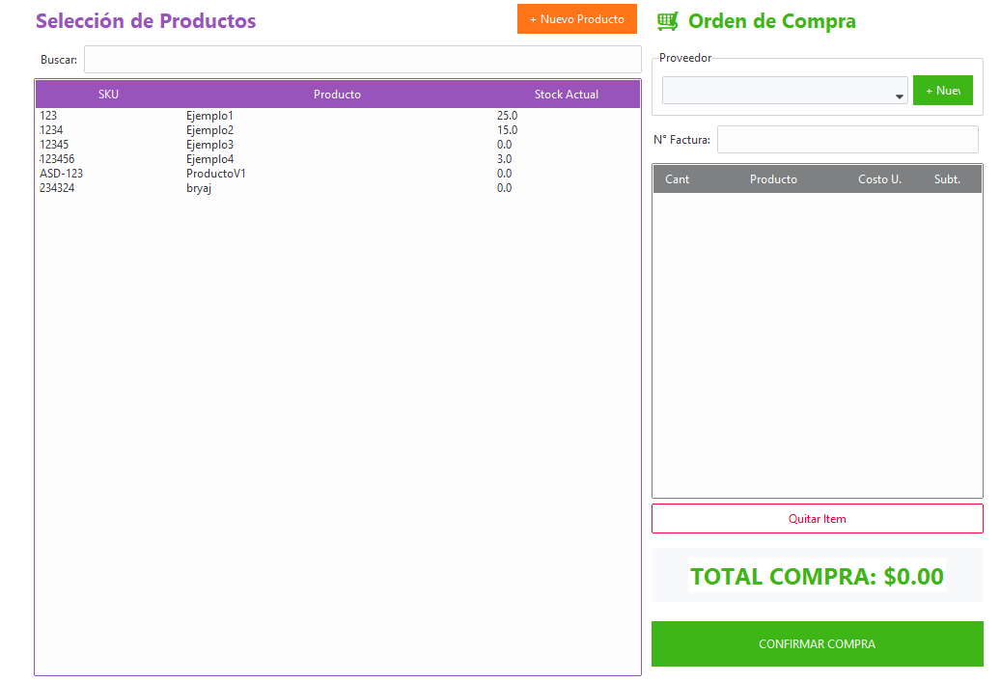 Selección de Productos
+ Nuevo Producto
Buscar:
SKU Producto Stock Actual
123 Ejemplo1 25.0
1234 Ejemplo2 15.0
12345 Ejemplo3 0.0
123456 Ejemplo4 3.0
ASD-123 ProductoV1 0.0
234324 bryaj 0.0
Orden de Compra
Proveedor
+ Nuev
N° Factura:
Cant Producto Costo U. Subt.
Quitar Item
TOTAL COMPRA: $0.00
CONFIRMAR COMPRA